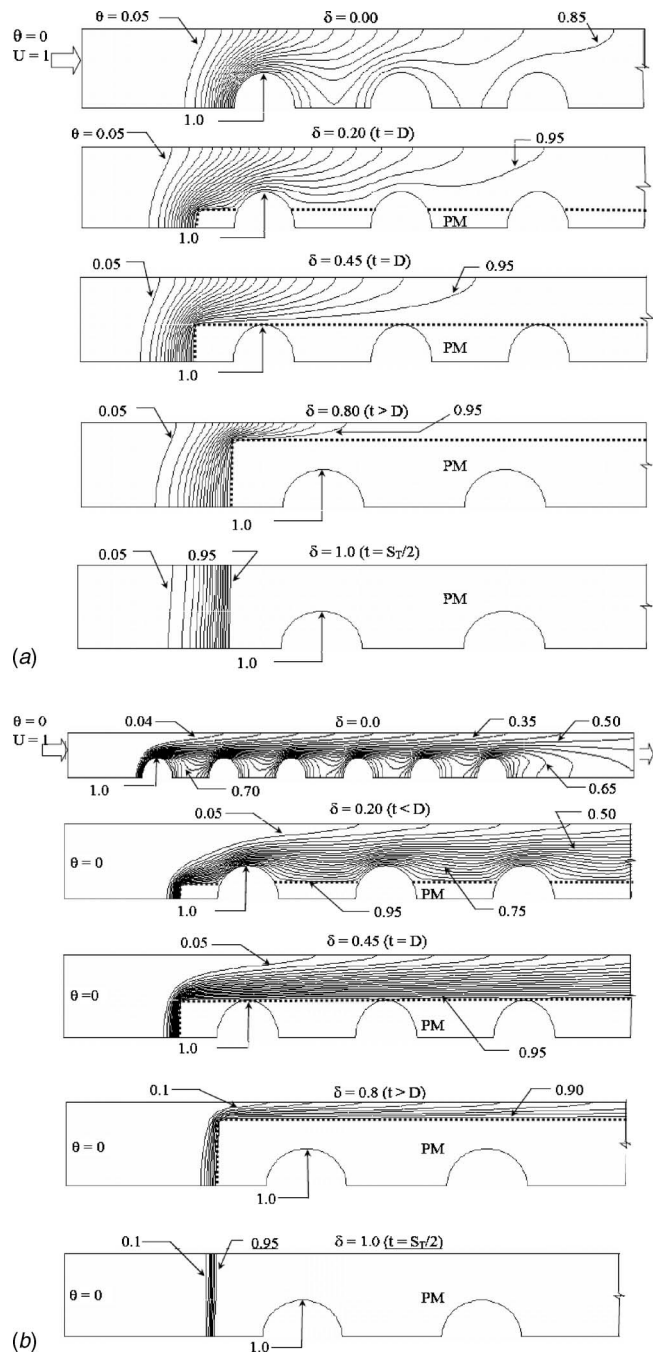 θ = 0.05
δ = 0.00
0.85
θ = 0
U = 1
1.0
θ = 0.05
δ = 0.20 (t = D)
0.95
PM
1.0
0.05
δ = 0.45 (t = D)
0.95
PM
1.0
0.05
δ = 0.80 (t > D)
0.95
PM
1.0
0.05
0.95
δ = 1.0 (t = S_T/2)
PM
1.0
(a)
θ = 0
U = 1
0.04
δ = 0.0
0.35
0.50
1.0
0.70
0.65
0.05
δ = 0.20 (t < D)
0.50
θ = 0
1.0
0.95
PM
0.75
0.05
δ = 0.45 (t = D)
θ = 0
PM
1.0
0.95
0.1
δ = 0.8 (t > D)
0.90
θ = 0
PM
1.0
0.1
0.95
δ = 1.0 (t = S_T/2)
θ = 0
PM
1.0
(b)